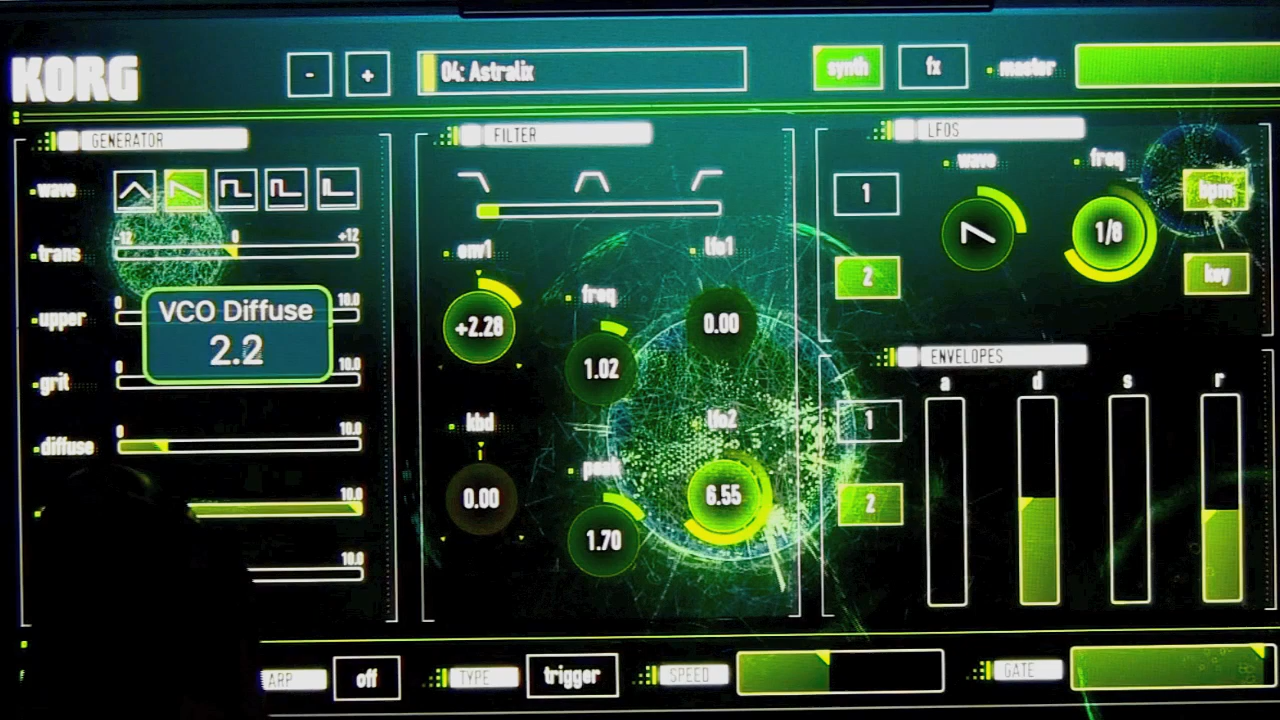 KORG
-
+
04: Astralix
synth
fx
master
GENERATOR
wave
trans
-12
0
+12
upper
0
10.0
VCO Diffuse
2.2
grit
0
10.0
diffuse
0
10.0
10.0
10.0
FILTER
env1
+2.28
freq
1.02
lfo1
0.00
kbd
0.00
peak
1.70
lfo2
6.55
LFOS
wave
freq
1
2
1/8
bpm
key
ENVELOPES
a
d
s
r
1
2
ARP
off
TYPE
trigger
SPEED
GATE